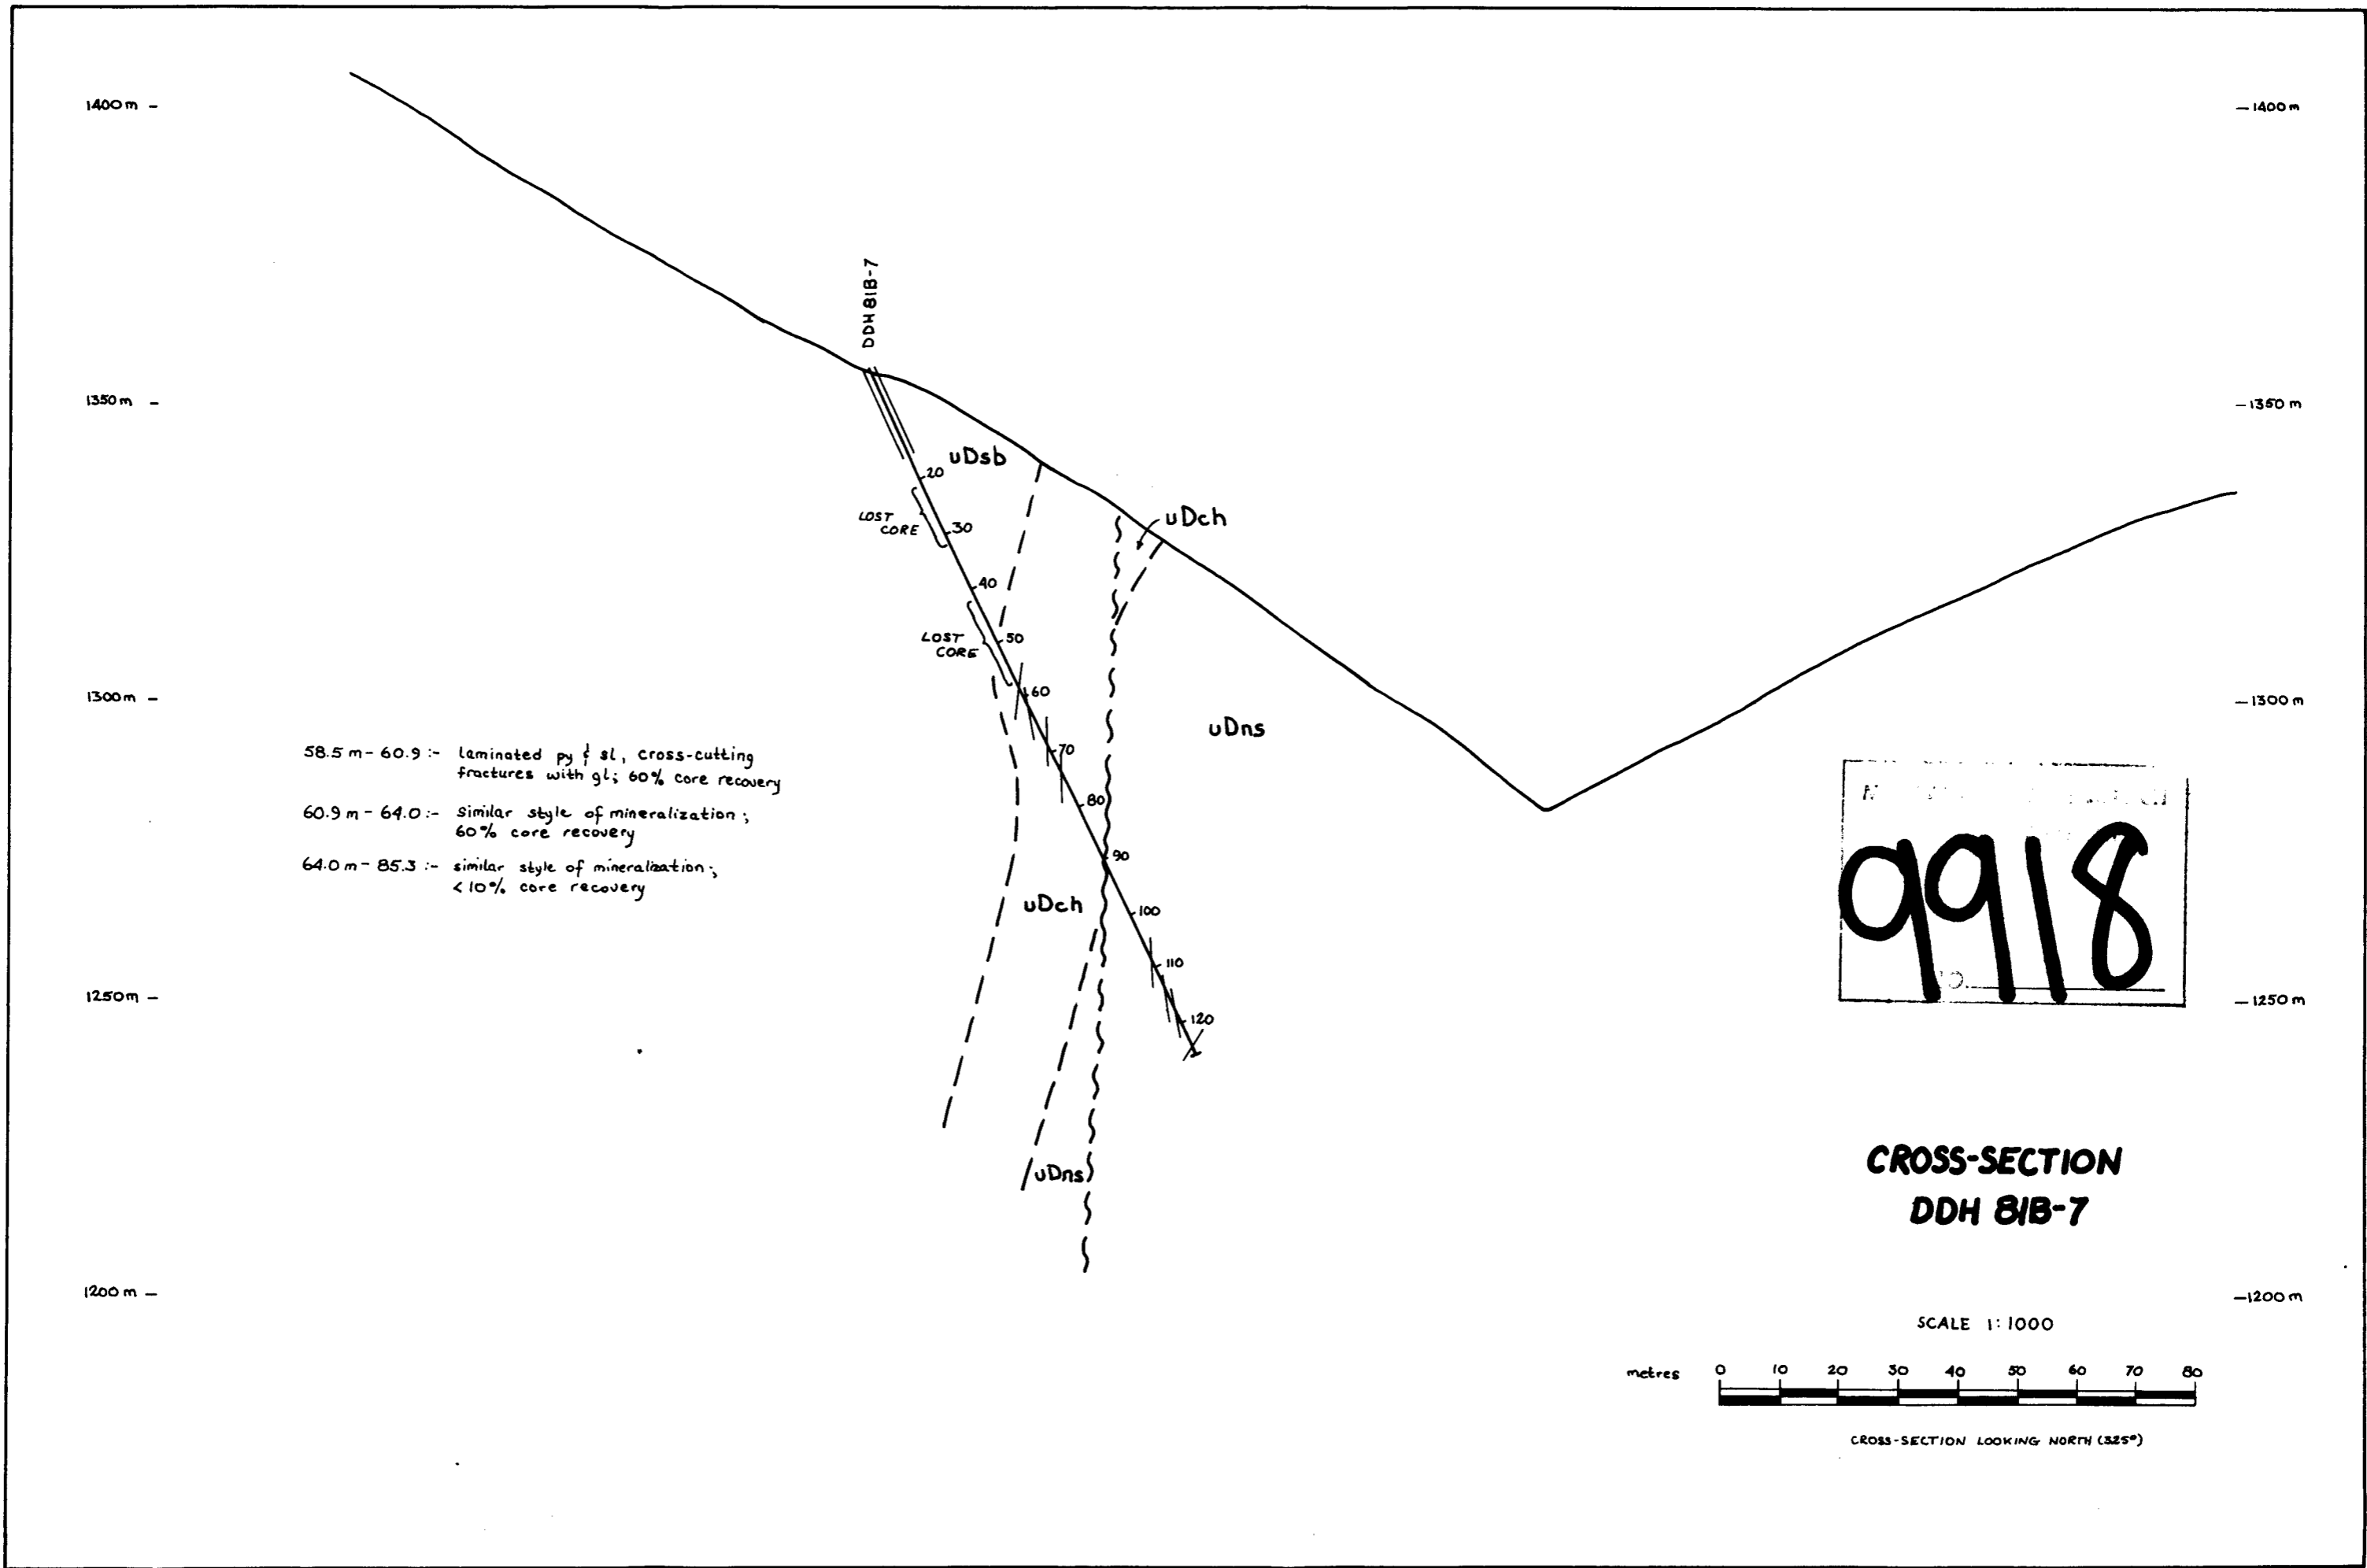 1400 m
1400 m
DDH 81B-7
1350 m
1350 m
uDsb
20
LOST
CORE
30
uDch
40
LOST
CORE
50
60
1300 m
1300 m
uDns
70
58.5 m - 60.9 :- laminated py & sl, cross-cutting
fractures with gl; 60% core recovery
80
60.9 m - 64.0 :- similar style of mineralization;
60% core recovery
90
64.0 m - 85.3 :- similar style of mineralization;
< 10% core recovery
9918
uDch
100
110
1250 m
1250 m
120
uDns
CROSS-SECTION
DDH 81B-7
1200 m
1200 m
SCALE 1:1000
metres 0 10 20 30 40 50 60 70 80
CROSS-SECTION LOOKING NORTH (325°)